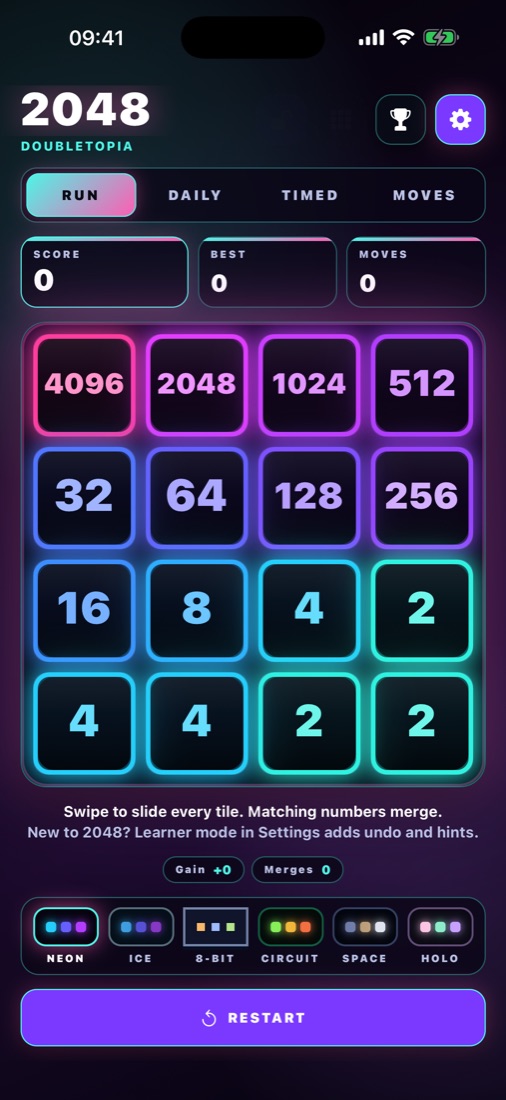 09:41
2048
DOUBLETOPIA
RUN DAILY TIMED MOVES
SCORE BEST MOVES
0 0 0
4096 2048 1024 512
32 64 128 256
16 8 4 2
4 4 2 2
Swipe to slide every tile. Matching numbers merge.
New to 2048? Learner mode in Settings adds undo and hints.
Gain +0 Merges 0
NEON ICE 8-BIT CIRCUIT SPACE HOLO
RESTART